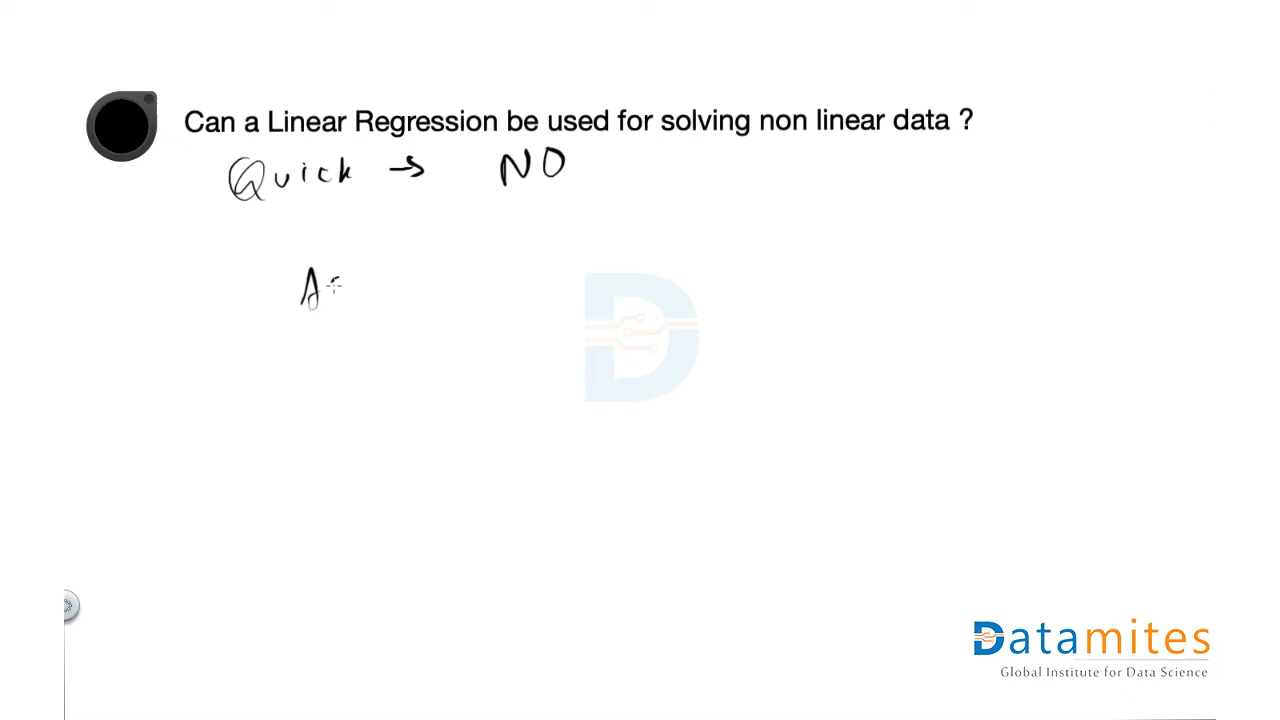 Can a Linear Regression be used for solving non linear data ?
Quick → NO
Datamites
Global Institute for Data Science